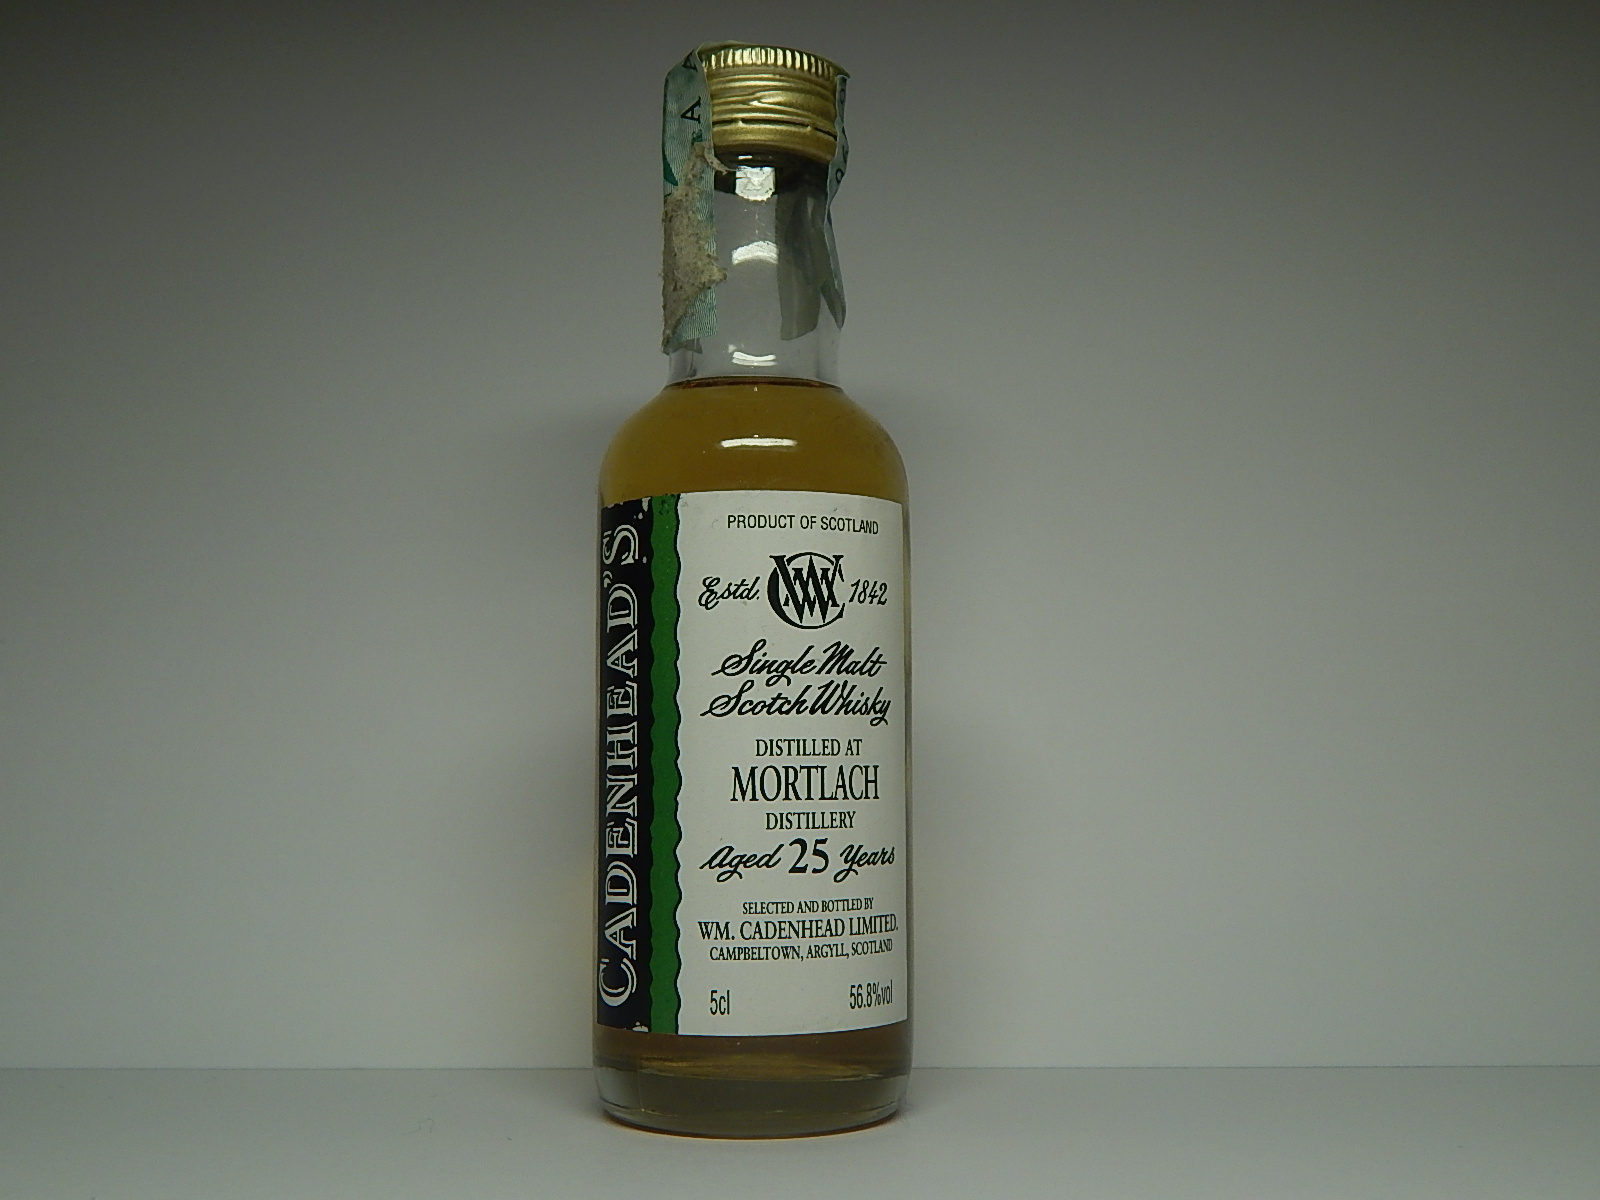 CADENHEAD'S
PRODUCT OF SCOTLAND
Estd. WC 1842
Single Malt
Scotch Whisky
DISTILLED AT
MORTLACH
DISTILLERY
Aged 25 Years
SELECTED AND BOTTLED BY
WM. CADENHEAD LIMITED.
CAMPBELTOWN, ARGYLL, SCOTLAND
5cl 56.8%vol